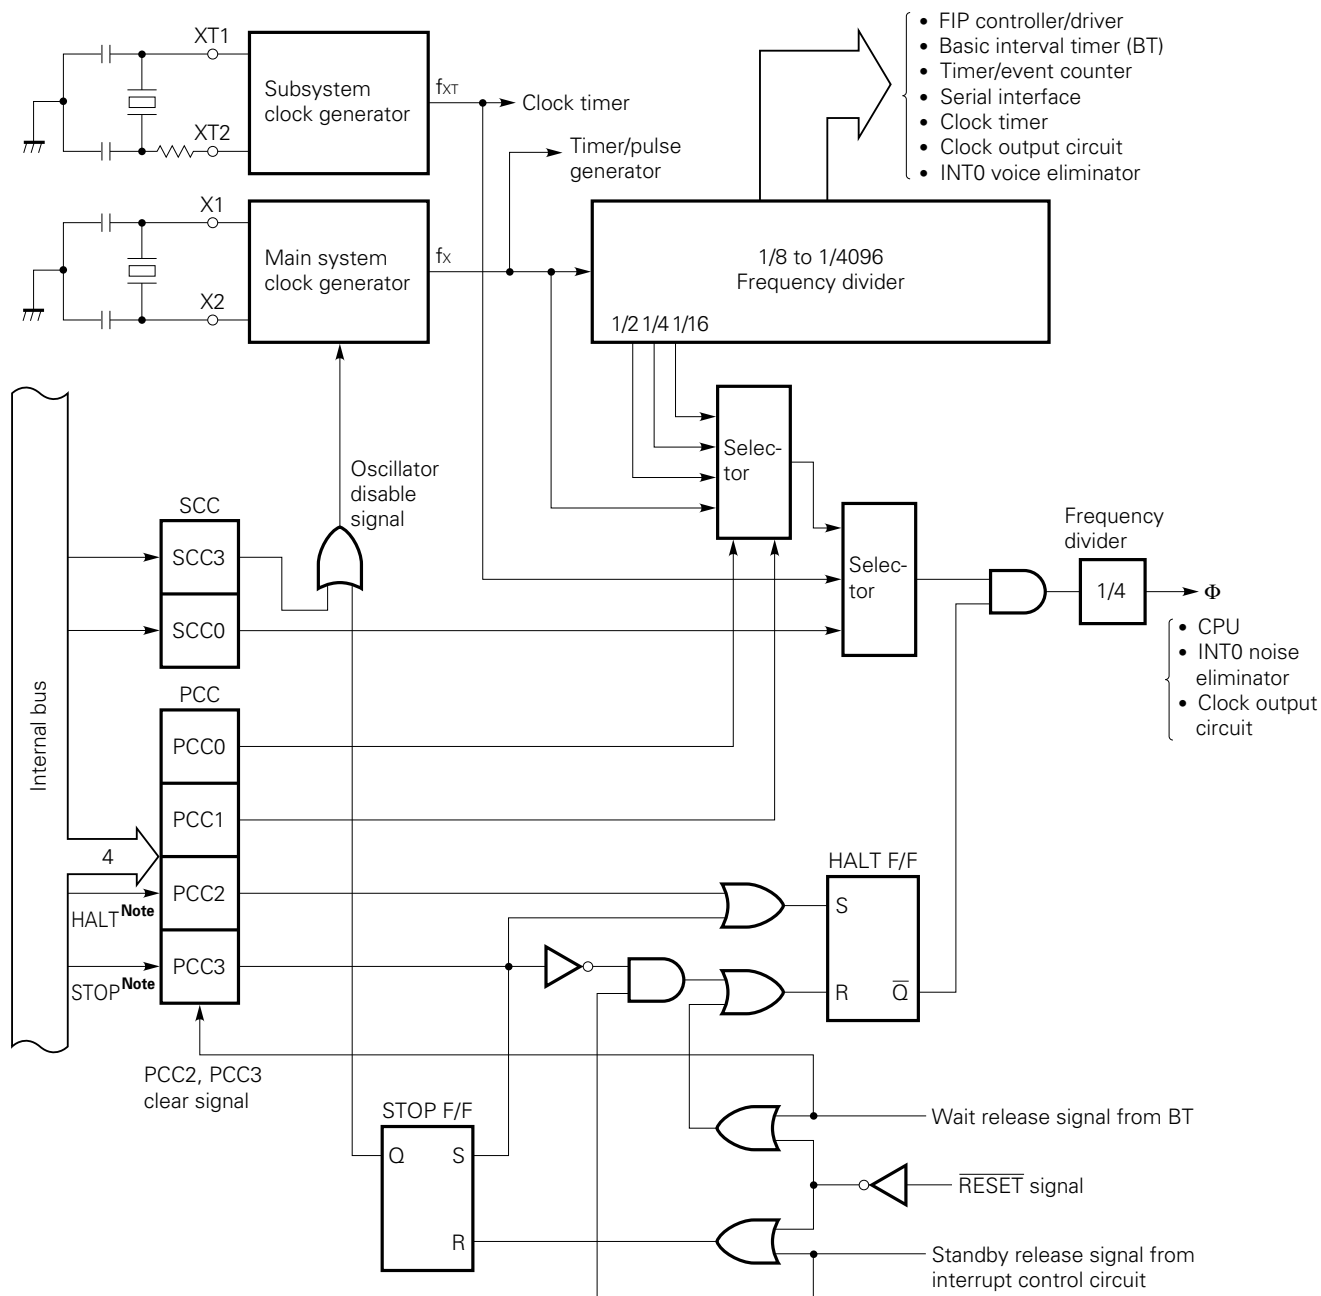 • FIP controller/driver
• Basic interval timer (BT)
• Timer/event counter
• Serial interface
• Clock timer
• Clock output circuit
• INT0 voice eliminator
XT1
Subsystem
clock generator
fXT
Clock timer
XT2
Timer/pulse
generator
X1
Main system
clock generator
fX
X2
1/8 to 1/4096
Frequency divider
1/2 1/4 1/16
Selec-
tor
Oscillator
disable
signal
SCC
SCC3
SCC0
Selec-
tor
Frequency
divider
1/4
Φ
• CPU
• INT0 noise
eliminator
• Clock output
circuit
Internal bus
PCC
PCC0
PCC1
4
PCC2
HALT Note
PCC3
STOP Note
HALT F/F
S
R
Q̅
PCC2, PCC3
clear signal
STOP F/F
Q
S
R
Wait release signal from BT
R̅E̅S̅E̅T̅ signal
Standby release signal from
interrupt control circuit